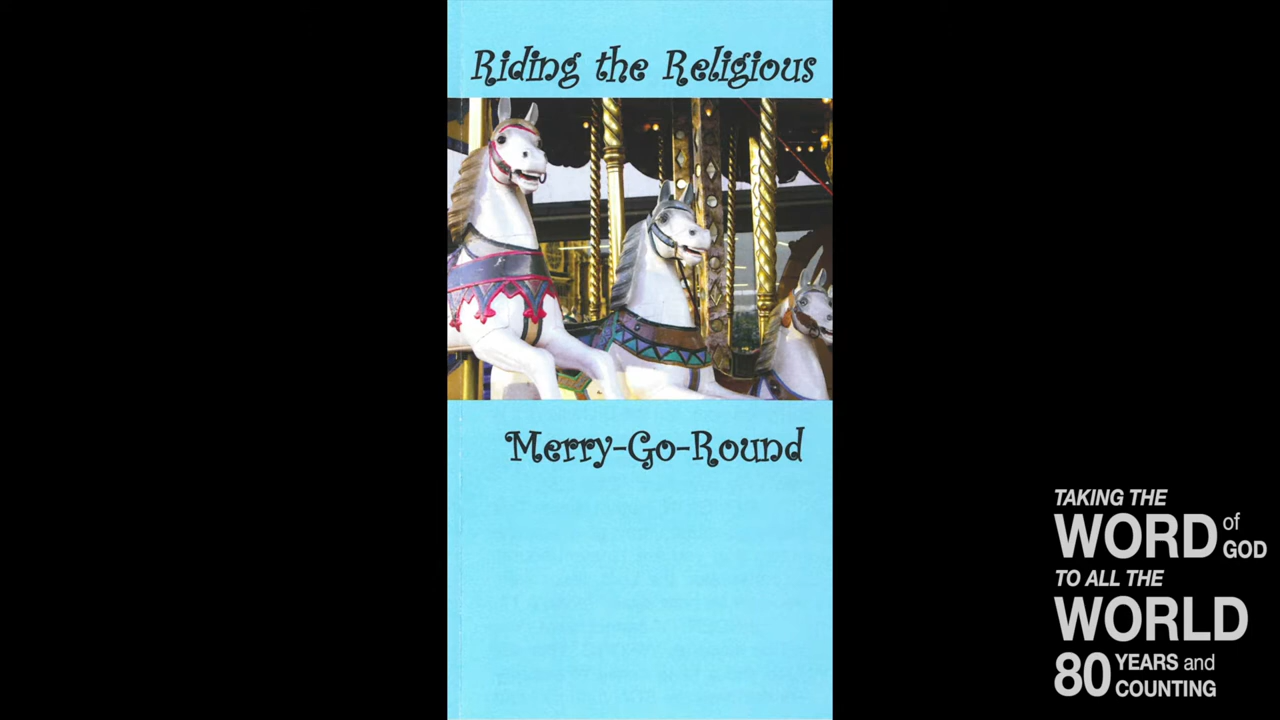 Riding the Religious
Merry-Go-Round
TAKING THE
WORD of GOD
TO ALL THE
WORLD
80 YEARS and
COUNTING